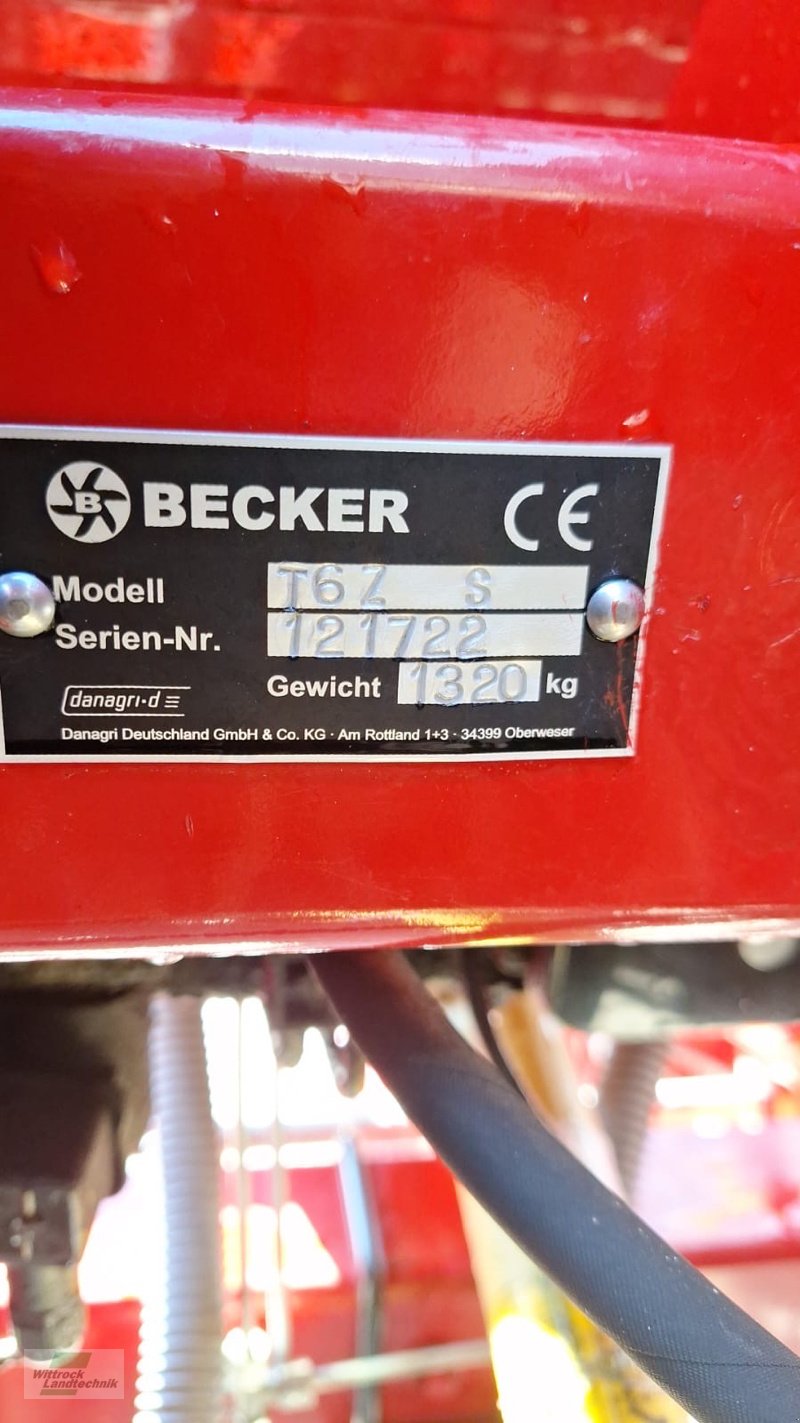 B BECKER CE
Modell T6Z S
Serien-Nr. 121722
Gewicht 1320 kg
danagri-d
Danagri Deutschland GmbH & Co. KG · Am Rottland 1+3 · 34399 Oberweser
Wittrock
Landtechnik